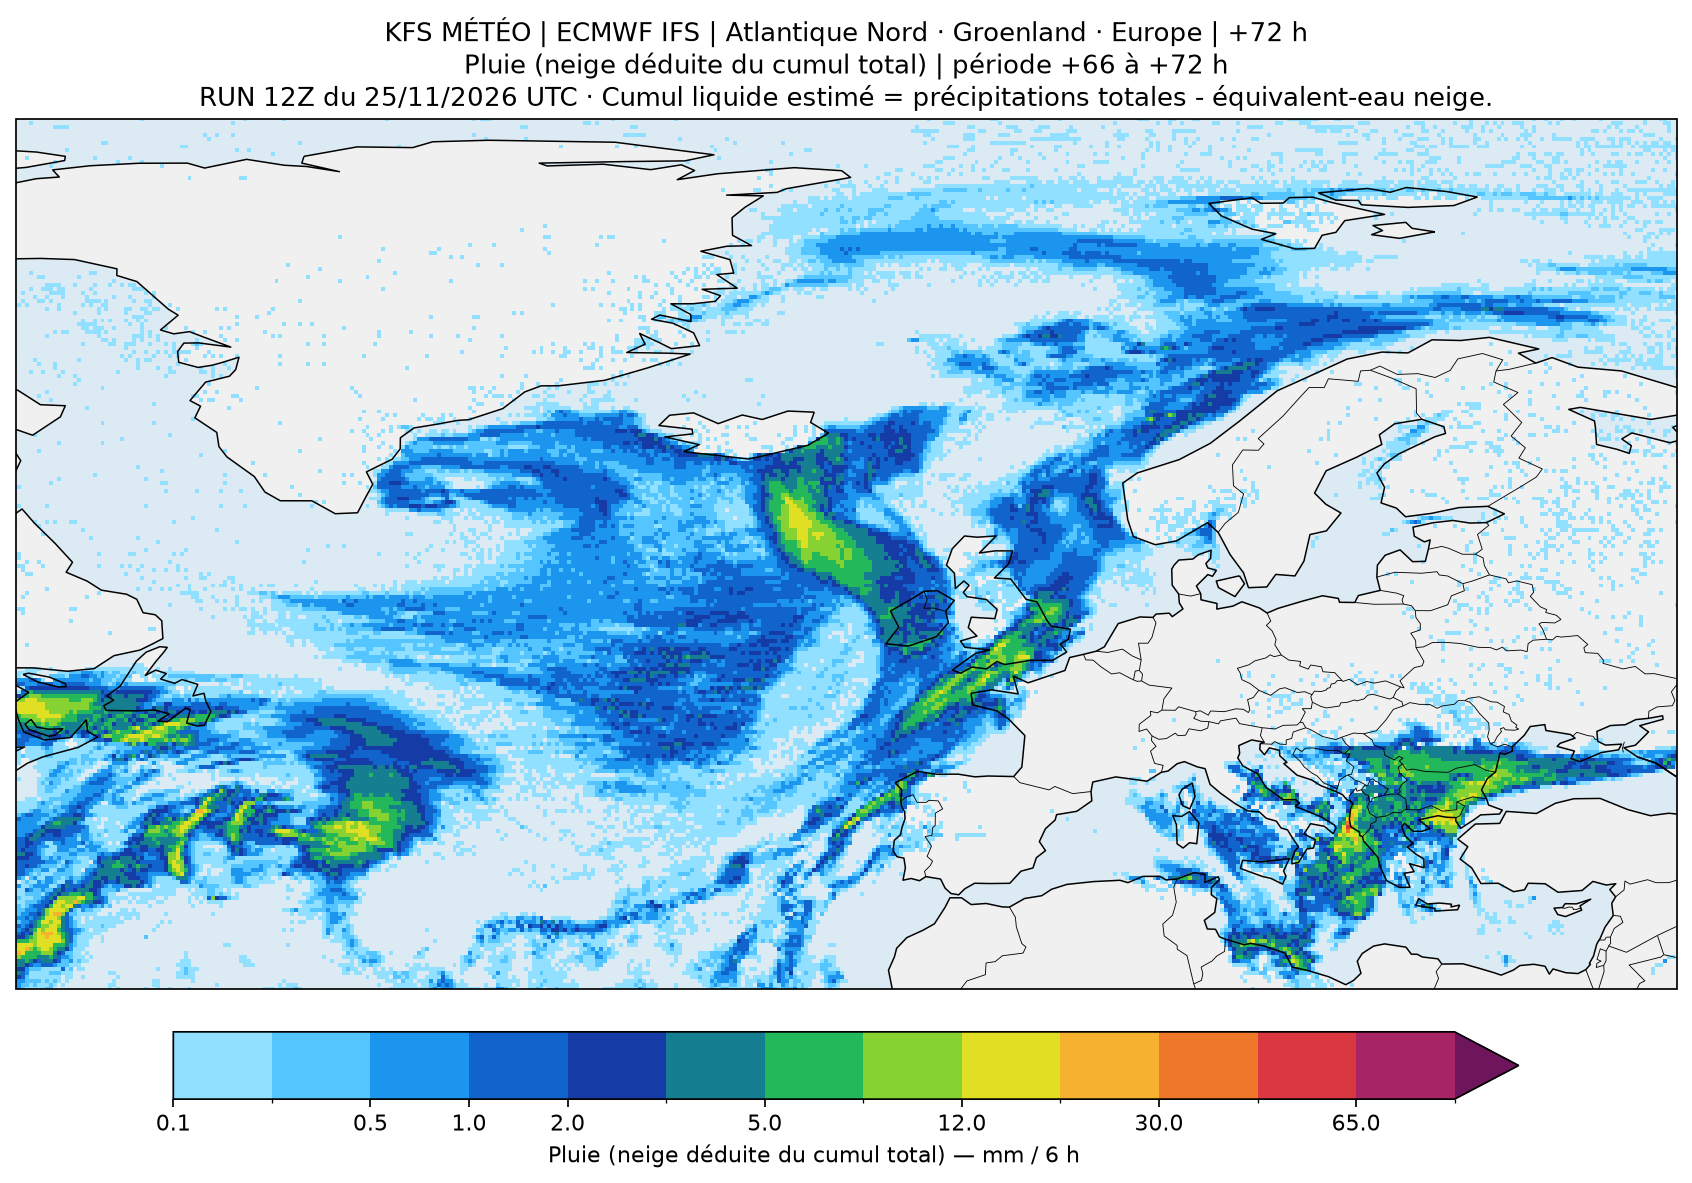 KFS MÉTÉO | ECMWF IFS | Atlantique Nord · Groenland · Europe | +72 h
Pluie (neige déduite du cumul total) | période +66 à +72 h
RUN 12Z du 25/11/2026 UTC · Cumul liquide estimé = précipitations totales - équivalent-eau neige.
0.1 0.5 1.0 2.0 5.0 12.0 30.0 65.0
Pluie (neige déduite du cumul total) — mm / 6 h